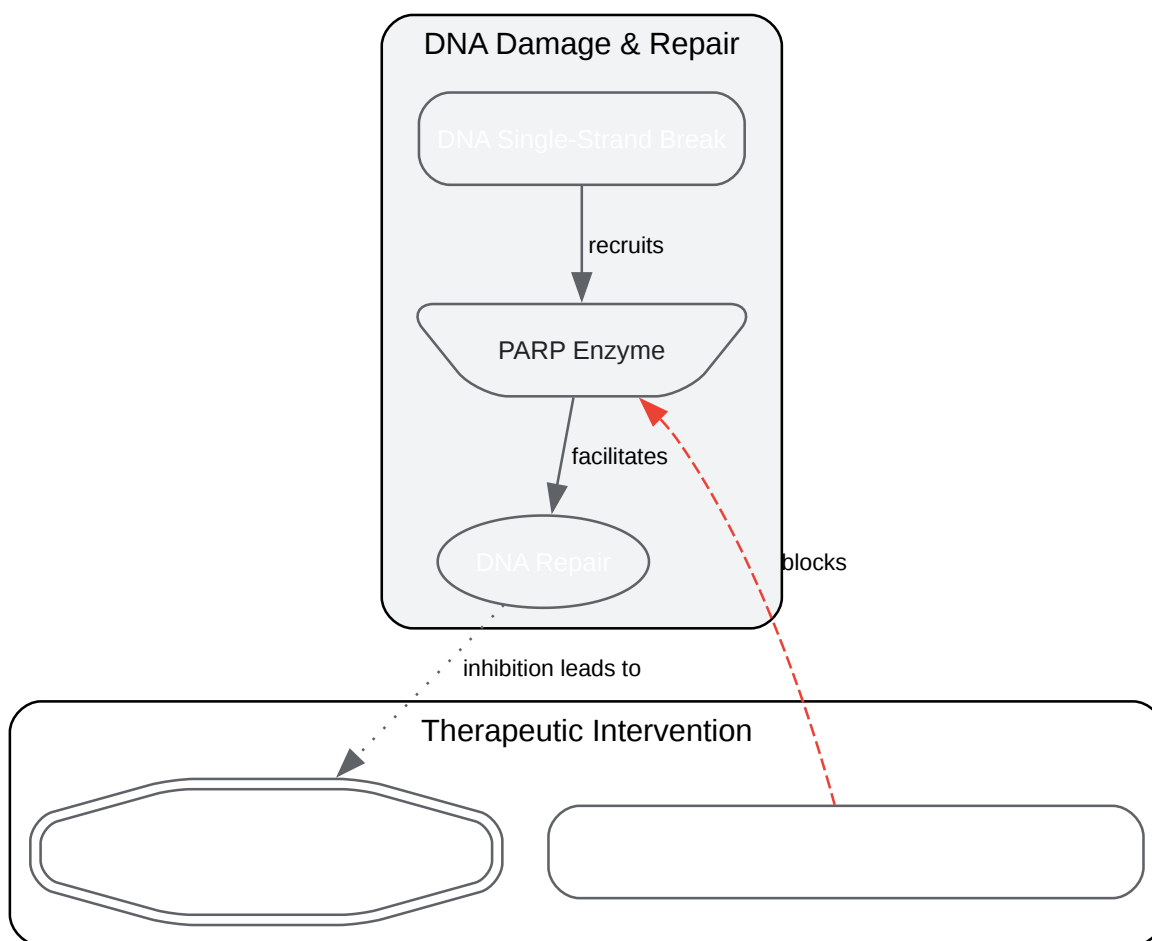 DNA Damage & Repair
DNA Single-Strand Break
recruits
PARP Enzyme
facilitates
DNA Repair
blocks
inhibition leads to
Therapeutic Intervention